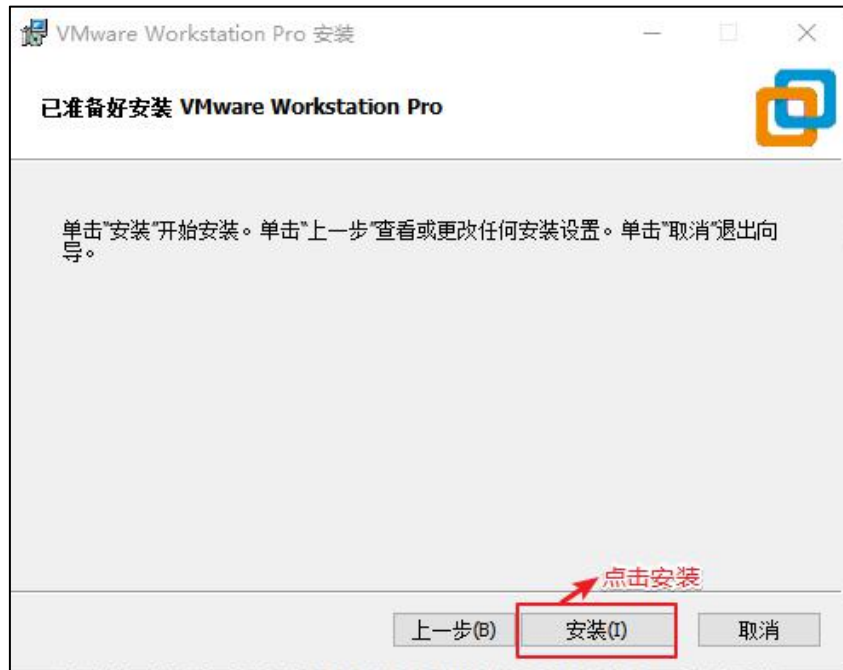 VMware Workstation Pro 安装
已准备好安装 VMware Workstation Pro
单击"安装"开始安装。单击"上一步"查看或更改任何安装设置。单击"取消"退出向
导。
点击安装
上一步(B) 安装(I) 取消